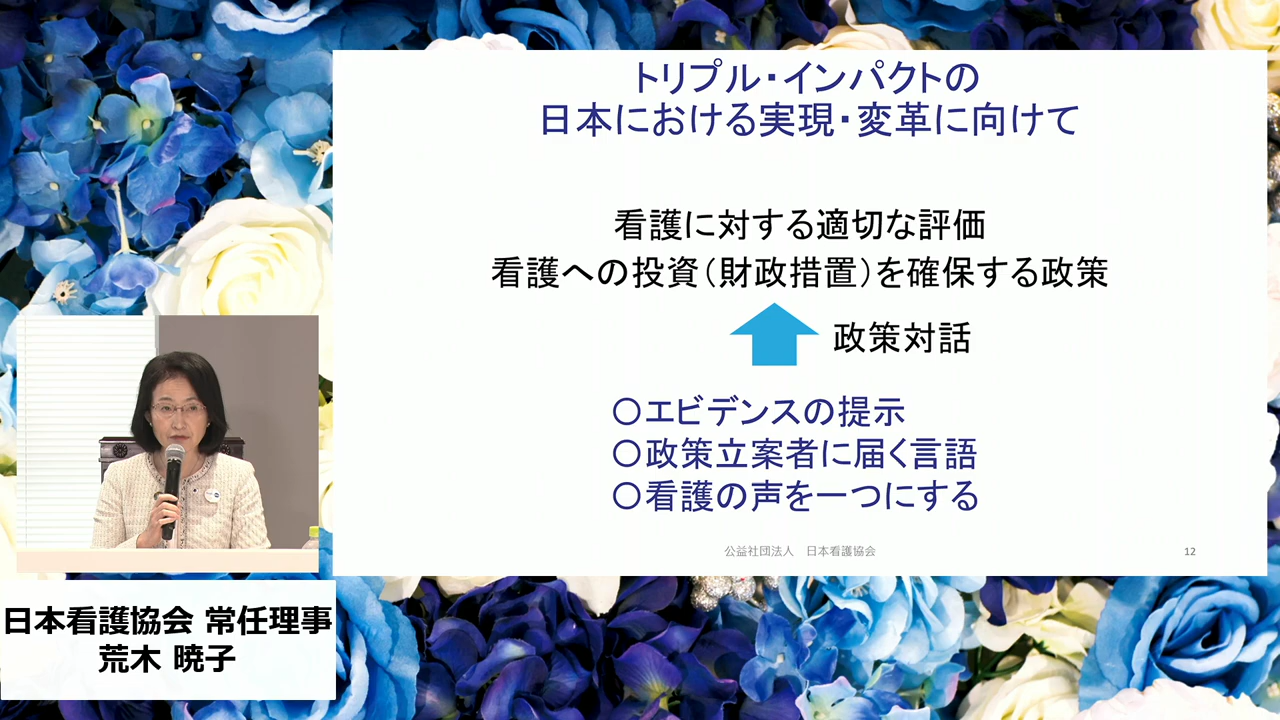 トリプル・インパクトの
日本における実現・変革に向けて
看護に対する適切な評価
看護への投資（財政措置）を確保する政策
政策対話
〇エビデンスの提示
〇政策立案者に届く言語
〇看護の声を一つにする
公益社団法人　日本看護協会
12
日本看護協会 常任理事
荒木 暁子